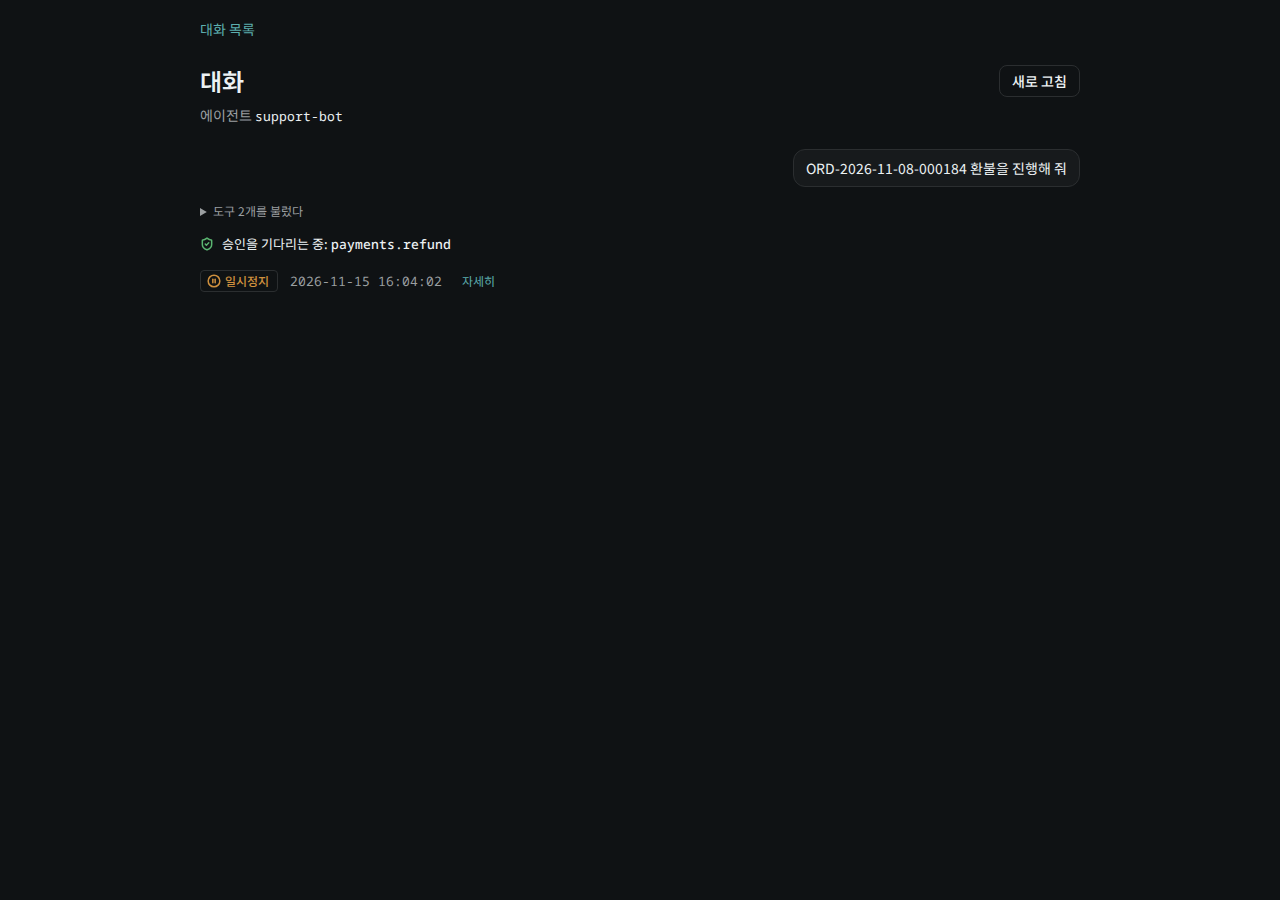 대화 목록
대화
새로 고침
에이전트 support-bot
ORD-2026-11-08-000184 환불을 진행해 줘
도구 2개를 불렀다
승인을 기다리는 중: payments.refund
일시정지 2026-11-15 16:04:02 자세히